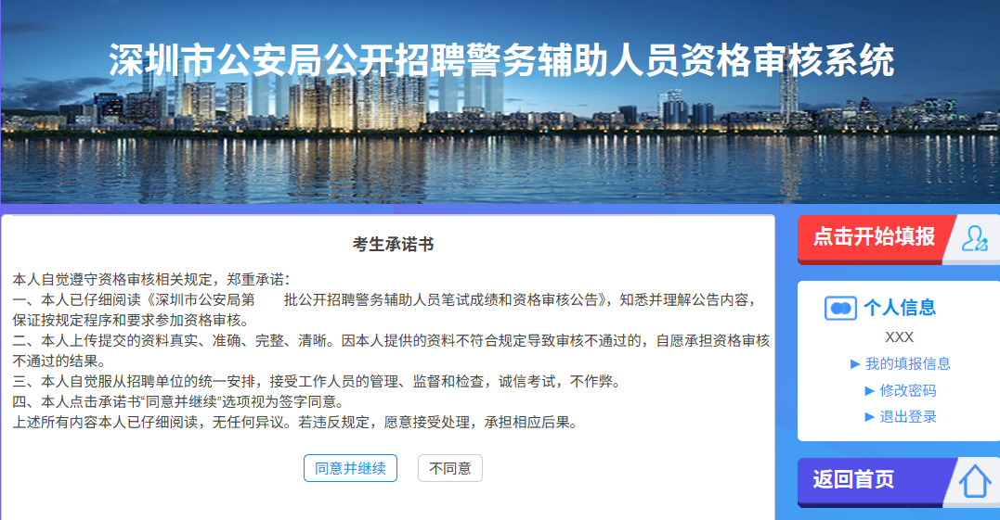 深圳市公安局公开招聘警务辅助人员资格审核系统
考生承诺书
本人自觉遵守资格审核相关规定，郑重承诺：
一、本人已仔细阅读《深圳市公安局第　　批公开招聘警务辅助人员笔试成绩和资格审核公告》，知悉并理解公告内容，
保证按规定程序和要求参加资格审核。
二、本人上传提交的资料真实、准确、完整、清晰。因本人提供的资料不符合规定导致审核不通过的，自愿承担资格审核
不通过的结果。
三、本人自觉服从招聘单位的统一安排，接受工作人员的管理、监督和检查，诚信考试，不作弊。
四、本人点击承诺书“同意并继续”选项视为签字同意。
上述所有内容本人已仔细阅读，无任何异议。若违反规定，愿意接受处理，承担相应后果。
同意并继续
不同意
点击开始填报
个人信息
XXX
▶ 我的填报信息
▶ 修改密码
▶ 退出登录
返回首页